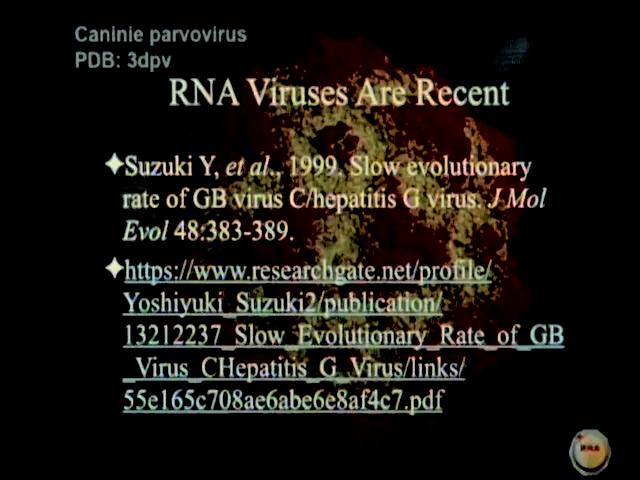 Caninie parvovirus
PDB: 3dpv
RNA Viruses Are Recent
✦Suzuki Y, et al., 1999. Slow evolutionary
rate of GB virus C/hepatitis G virus. J Mol
Evol 48:383-389.
✦https://www.researchgate.net/profile/
Yoshiyuki_Suzuki2/publication/
13212237_Slow_Evolutionary_Rate_of_GB
_Virus_CHepatitis_G_Virus/links/
55e165c708ae6abe6e8af4c7.pdf